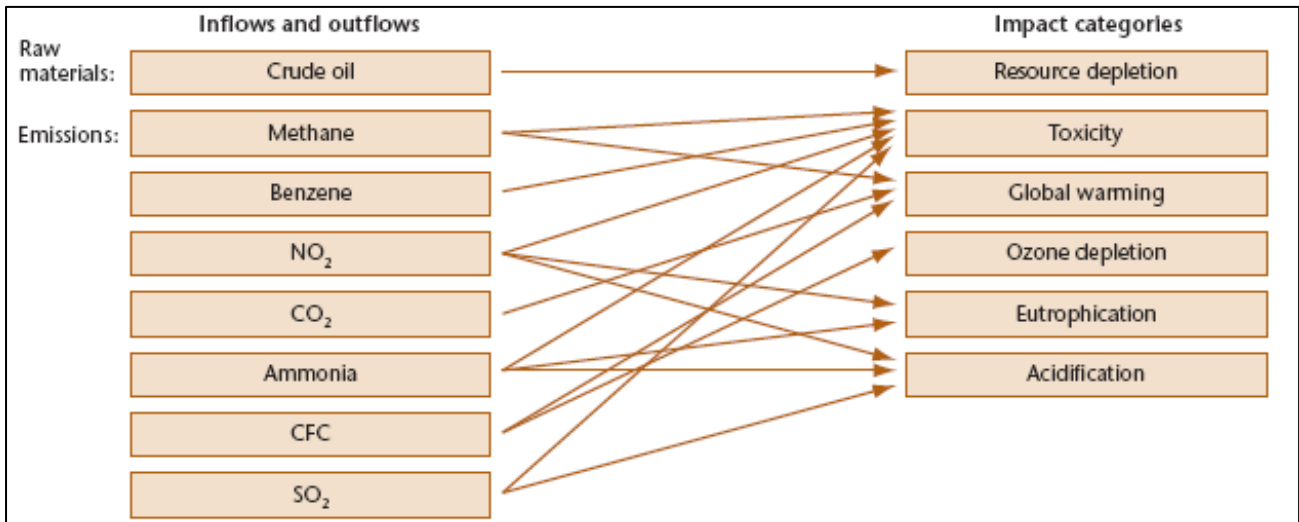 Inflows and outflows
Impact categories
Raw
materials:
Crude oil
Resource depletion
Emissions:
Methane
Toxicity
Benzene
Global warming
NO₂
Ozone depletion
CO₂
Eutrophication
Ammonia
Acidification
CFC
SO₂